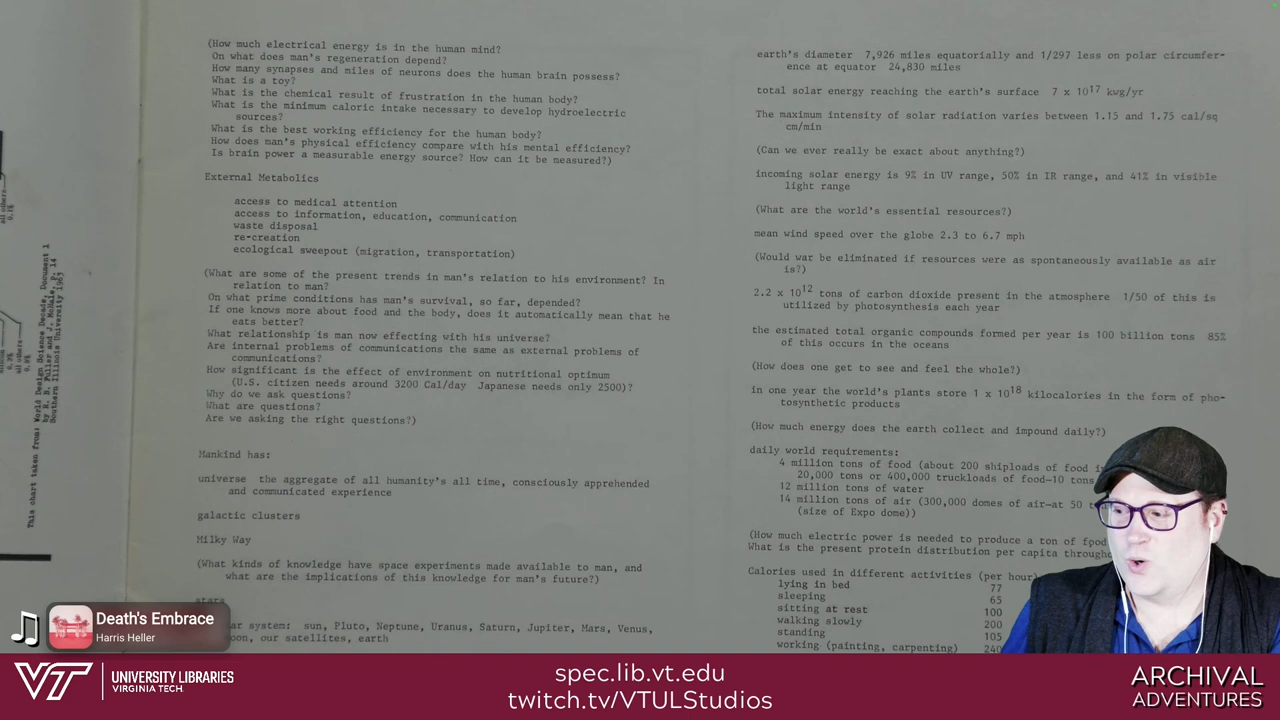 (How much electrical energy is in the human mind?
On what does man's regeneration depend?
How many synapses and miles of neurons does the human brain possess?
What is a toy?
What is the chemical result of frustration in the human body?
What is the minimum caloric intake necessary to develop hydroelectric
sources?
What is the best working efficiency for the human body?
How does man's physical efficiency compare with his mental efficiency?
Is brain power a measurable energy source? How can it be measured?)
External Metabolics
access to medical attention
access to information, education, communication
waste disposal
re-creation
ecological sweepout (migration, transportation)
(What are some of the present trends in man's relation to his environment? In
relation to man?
On what prime conditions has man's survival, so far, depended?
If one knows more about food and the body, does it automatically mean that he
eats better?
What relationship is man now effecting with his universe?
Are internal problems of communications the same as external problems of
communications?
How significant is the effect of environment on nutritional optimum
(U.S. citizen needs around 3200 Cal/day Japanese needs only 2500)?
Why do we ask questions?
What are questions?
Are we asking the right questions?)
Mankind has:
universe the aggregate of all humanity's all time, consciously apprehended
and communicated experience
galactic clusters
Milky Way
(What kinds of knowledge have space experiments made available to man, and
what are the implications of this knowledge for man's future?)
stars
system: sun, Pluto, Neptune, Uranus, Saturn, Jupiter, Mars, Venus,
our satellites, earth
earth's diameter 7,926 miles equatorially and 1/297 less on polar circumfer-
ence at equator 24,830 miles
total solar energy reaching the earth's surface 7 x 10¹⁷ kwg/yr
The maximum intensity of solar radiation varies between 1.15 and 1.75 cal/sq
cm/min
(Can we ever really be exact about anything?)
incoming solar energy is 9% in UV range, 50% in IR range, and 41% in visible
light range
(What are the world's essential resources?)
mean wind speed over the globe 2.3 to 6.7 mph
(Would war be eliminated if resources were as spontaneously available as air
is?)
2.2 x 10¹² tons of carbon dioxide present in the atmosphere 1/50 of this is
utilized by photosynthesis each year
the estimated total organic compounds formed per year is 100 billion tons 85%
of this occurs in the oceans
(How does one get to see and feel the whole?)
in one year the world's plants store 1 x 10¹⁸ kilocalories in the form of pho-
tosynthetic products
(How much energy does the earth collect and impound daily?)
daily world requirements:
4 million tons of food (about 200 shiploads of food
20,000 tons or 400,000 truckloads of food—10 tons
12 million tons of water
14 million tons of air (300,000 domes of air—at 50
(size of Expo dome))
(How much electric power is needed to produce a ton of food
What is the present protein distribution per capita
Calories used in different activities (per hour)
lying in bed 77
sleeping 65
sitting at rest 100
walking slowly 200
standing 105
working (painting, carpenting) 240
This chart taken from: World Design Science Decade, Document 1
by R. B. Fuller and J. McHale, P. 14
Southern Illinois University 1963
all others
Death's Embrace
Harris Heller
VT UNIVERSITY LIBRARIES
VIRGINIA TECH
spec.lib.vt.edu
twitch.tv/VTULStudios
ARCHIVAL
ADVENTURES